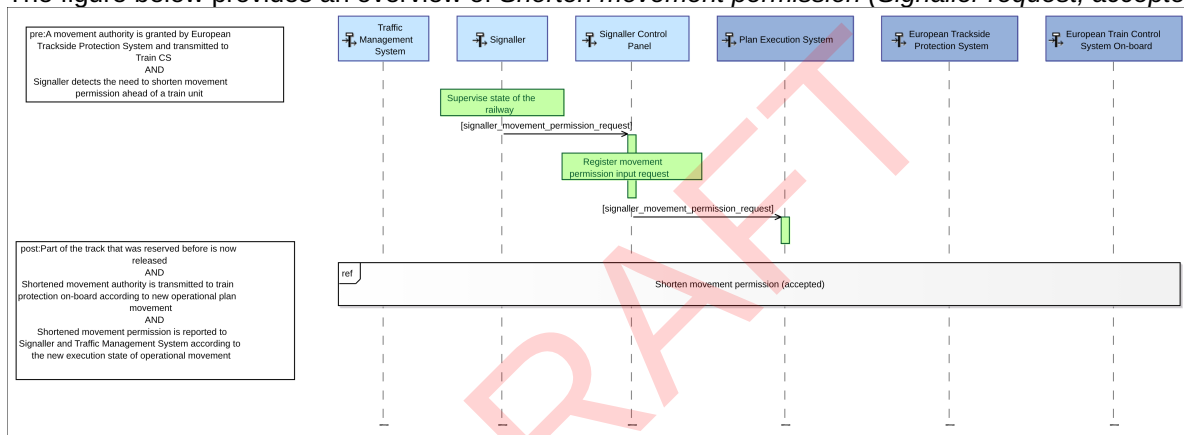 The figure below provides an overview of Shorten movement permission (Signaller request, accepte
pre:A movement authority is granted by European
Trackside Protection System and transmitted to
Train CS
AND
Signaller detects the need to shorten movement
permission ahead of a train unit
Traffic
Management
System
Signaller
Signaller Control
Panel
Plan Execution System
European Trackside
Protection System
European Train Control
System On-board
Supervise state of the
railway
[signaller_movement_permission_request]
Register movement
permission input request
[signaller_movement_permission_request]
post:Part of the track that was reserved before is now
released
AND
Shortened movement authority is transmitted to train
protection on-board according to new operational plan
movement
AND
Shortened movement permission is reported to
Signaller and Traffic Management System according to
the new execution state of operational movement
ref
Shorten movement permission (accepted)
RAFT